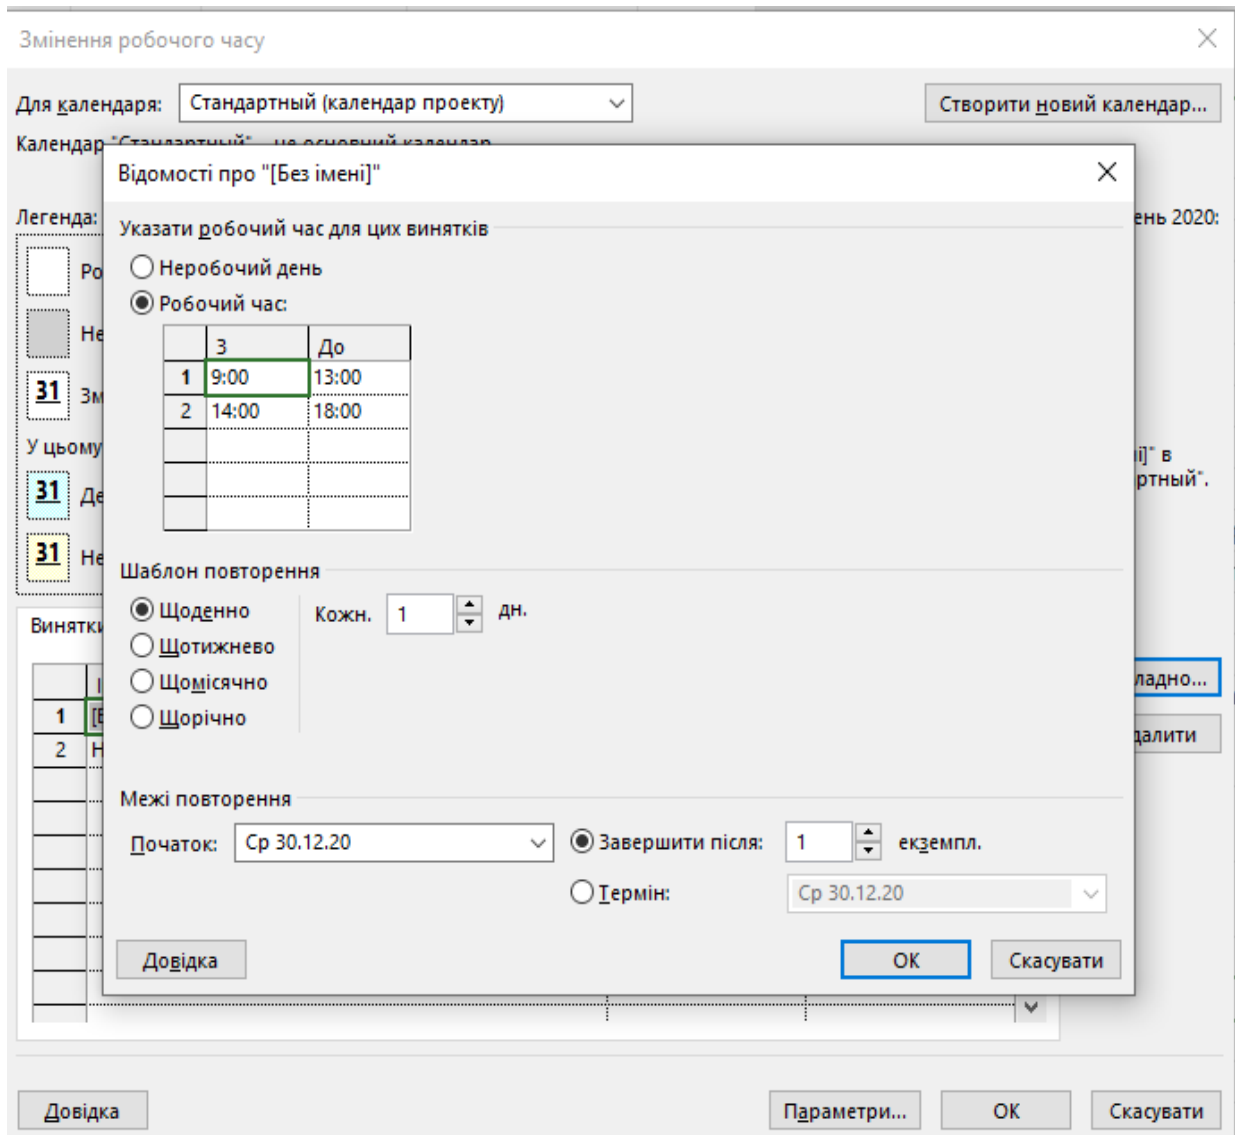 Змінення робочого часу
Для календаря: Стандартный (календар проекту) Створити новий календар...
Календар
Відомості про "[Без імені]"
Легенда: ень 2020:
Указати робочий час для цих винятків
Неробочий день
Ро
Робочий час:
Не
З До
1 9:00 13:00
31 Зм
2 14:00 18:00
У цьому
і]" в
ртный".
31 Де
31 Не
Шаблон повторення
Щоденно Кожн. 1 дн.
Винятки
Щотижнево
Щомісячно
ладно...
1 [Б
Щорічно
2 Н
далити
Межі повторення
Початок: Ср 30.12.20 Завершити після: 1 екземпл.
Термін: Ср 30.12.20
Довідка OK Скасувати
Довідка Параметри... OK Скасувати